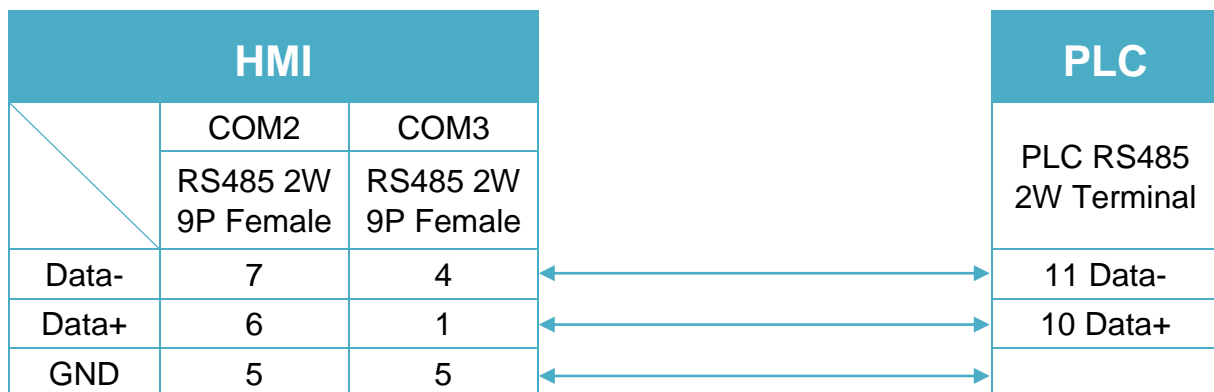 HMI
PLC
COM2 COM3
RS485 2W RS485 2W
9P Female 9P Female
PLC RS485
2W Terminal
Data- 7 4 11 Data-
Data+ 6 1 10 Data+
GND 5 5